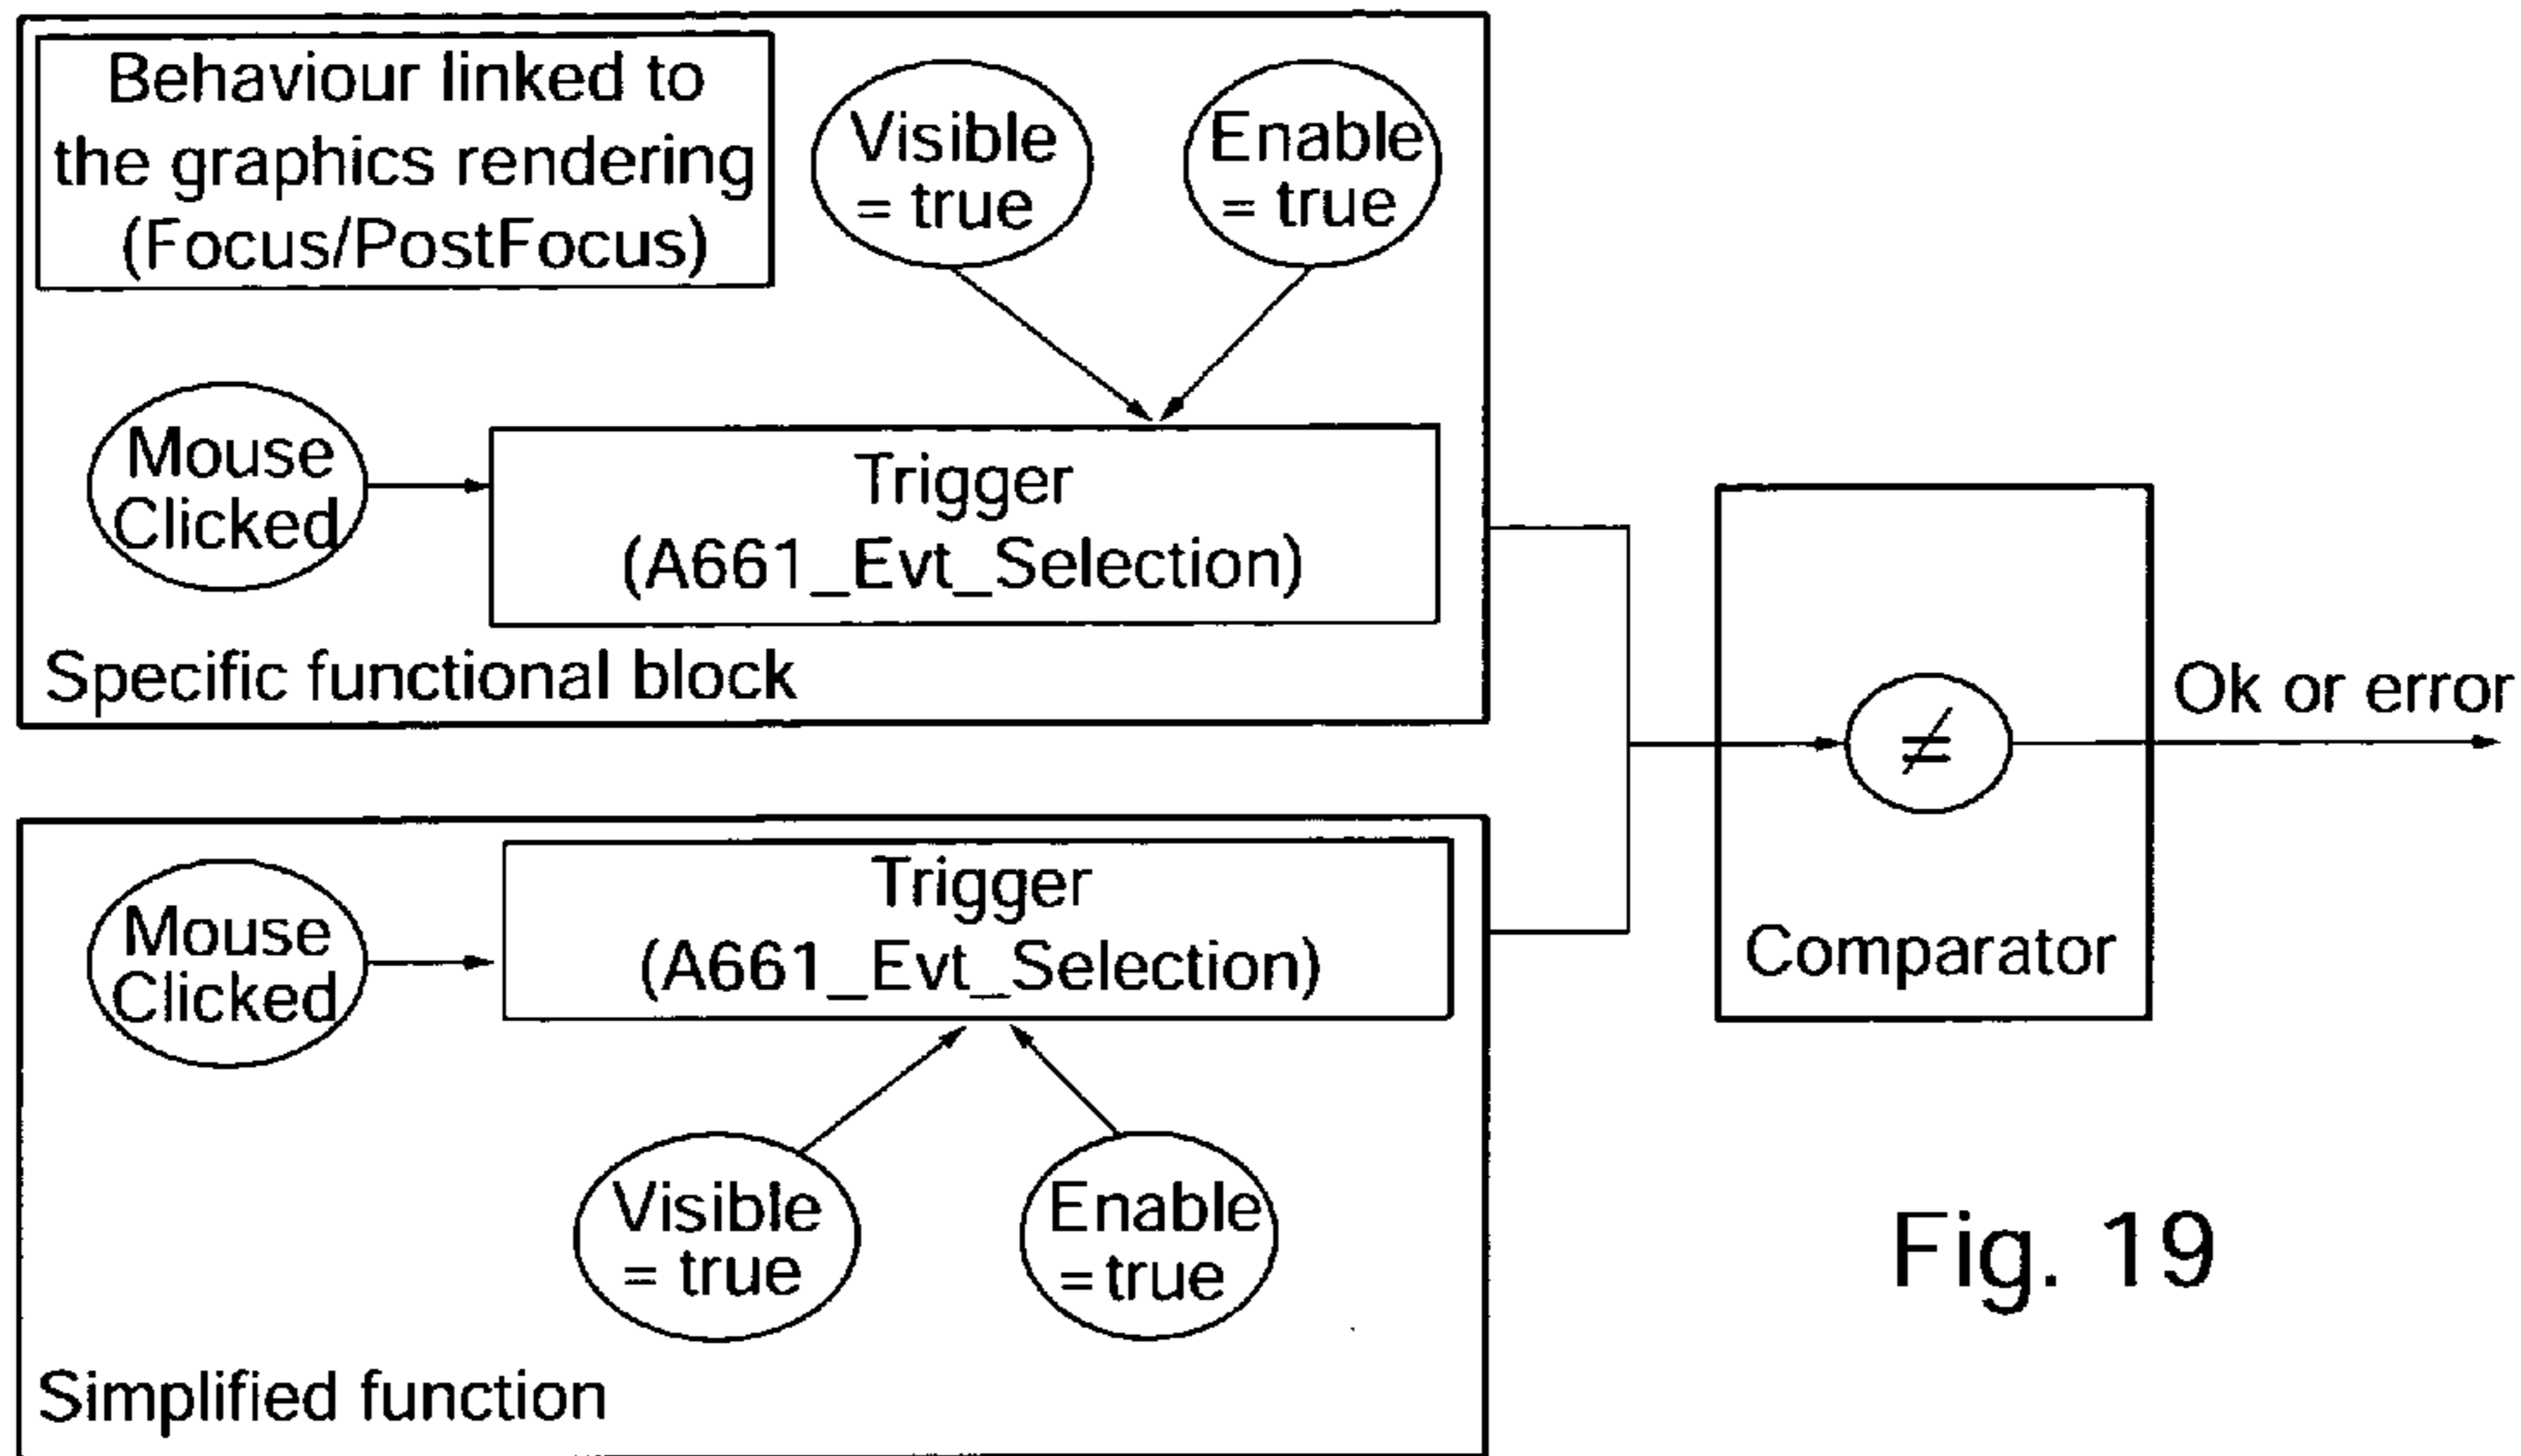 Behaviour linked to
the graphics rendering
(Focus/PostFocus)
Visible
= true
Enable
= true
Mouse
Clicked
Trigger
(A661_Evt_Selection)
Specific functional block
Ok or error
≠
Comparator
Mouse
Clicked
Trigger
(A661_Evt_Selection)
Visible
= true
Enable
= true
Simplified function
Fig. 19